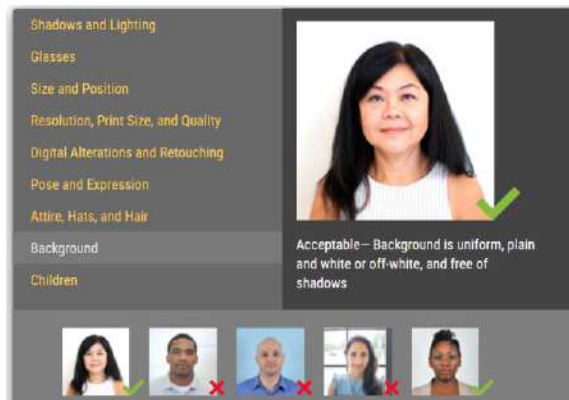 Shadows and Lighting
Glasses
Size and Position
Resolution, Print Size, and Quality
Digital Alterations and Retouching
Pose and Expression
Attire, Hats, and Hair
Background
Children
Acceptable— Background is uniform, plain
and white or off-white, and free of
shadows